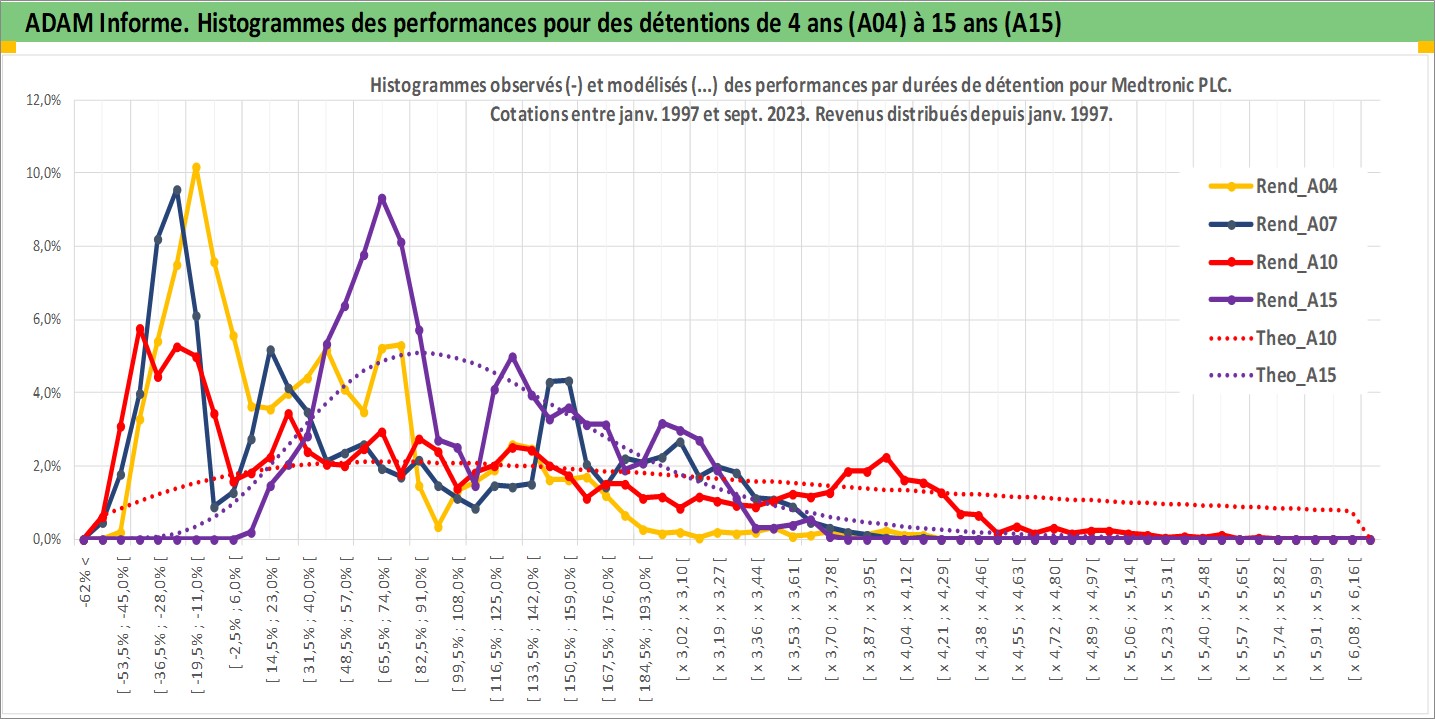 ADAM Informe. Histogrammes des performances pour des détentions de 4 ans (A04) à 15 ans (A15)
Histogrammes observés (-) et modélisés (...) des performances par durées de détention pour Medtronic PLC.
Cotations entre janv. 1997 et sept. 2023. Revenus distribués depuis janv. 1997.
12,0%
10,0%
8,0%
6,0%
4,0%
2,0%
0,0%
Rend_A04
Rend_A07
Rend_A10
Rend_A15
Theo_A10
Theo_A15
-62% <
[ -53,5% ; -45,0% [
[ -36,5% ; -28,0% [
[ -19,5% ; -11,0% [
[ -2,5% ; 6,0% [
[ 14,5% ; 23,0% [
[ 31,5% ; 40,0% [
[ 48,5% ; 57,0% [
[ 65,5% ; 74,0% [
[ 82,5% ; 91,0% [
[ 99,5% ; 108,0% [
[ 116,5% ; 125,0% [
[ 133,5% ; 142,0% [
[ 150,5% ; 159,0% [
[ 167,5% ; 176,0% [
[ 184,5% ; 193,0% [
[ x 3,02 ; x 3,10 [
[ x 3,19 ; x 3,27 [
[ x 3,36 ; x 3,44 [
[ x 3,53 ; x 3,61 [
[ x 3,70 ; x 3,78 [
[ x 3,87 ; x 3,95 [
[ x 4,04 ; x 4,12 [
[ x 4,21 ; x 4,29 [
[ x 4,38 ; x 4,46 [
[ x 4,55 ; x 4,63 [
[ x 4,72 ; x 4,80 [
[ x 4,89 ; x 4,97 [
[ x 5,06 ; x 5,14 [
[ x 5,23 ; x 5,31 [
[ x 5,40 ; x 5,48 [
[ x 5,57 ; x 5,65 [
[ x 5,74 ; x 5,82 [
[ x 5,91 ; x 5,99 [
[ x 6,08 ; x 6,16 [